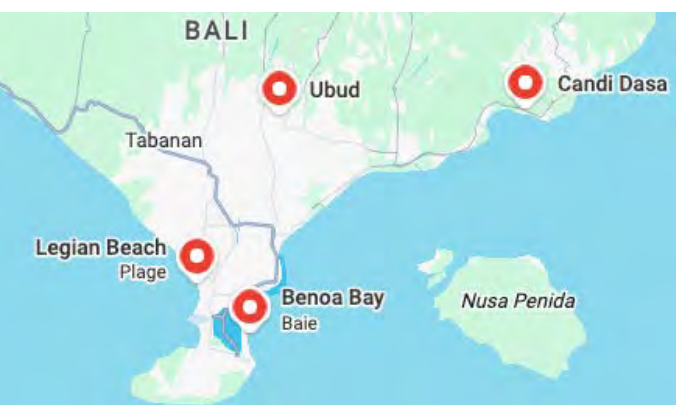 BALI
Ubud
Candi Dasa
Tabanan
Legian Beach
Plage
Benoa Bay
Baie
Nusa Penida